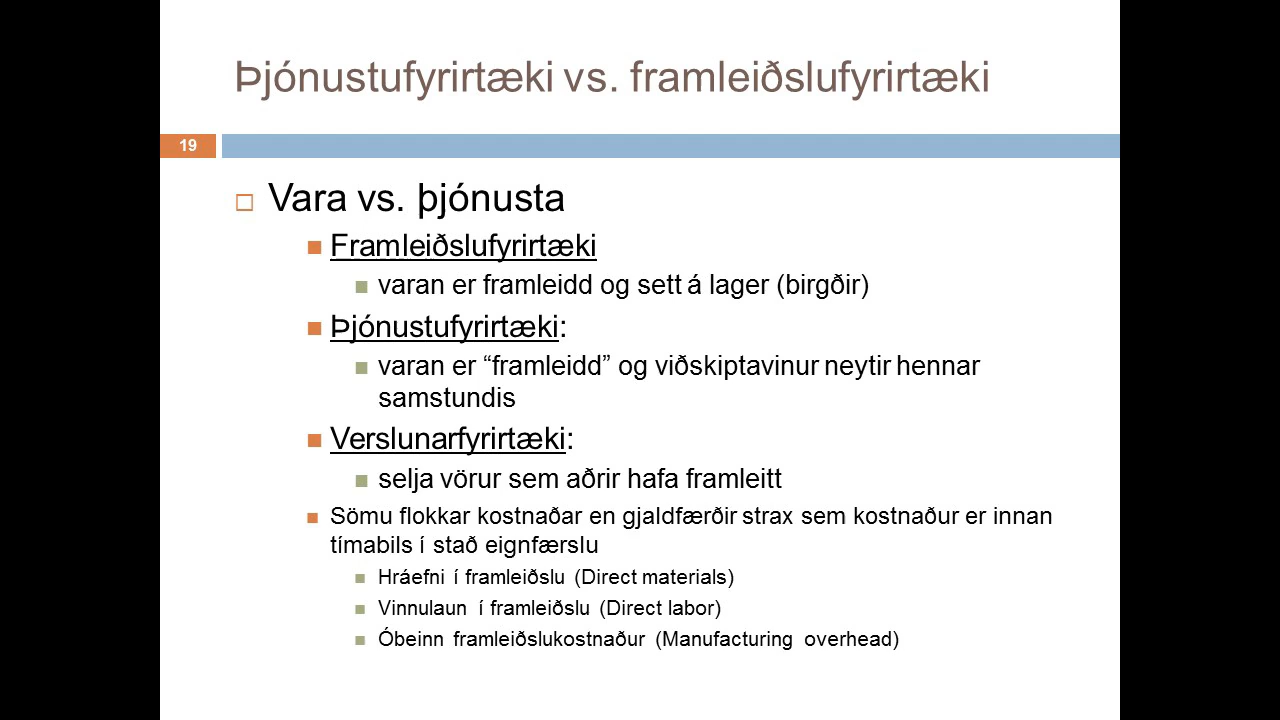 Þjónustufyrirtæki vs. framleiðslufyrirtæki
19
Vara vs. þjónusta
Framleiðslufyrirtæki
varan er framleidd og sett á lager (birgðir)
Þjónustufyrirtæki:
varan er “framleidd” og viðskiptavinur neytir hennar
samstundis
Verslunarfyrirtæki:
selja vörur sem aðrir hafa framleitt
Sömu flokkar kostnaðar en gjaldfærðir strax sem kostnaður er innan
tímabils í stað eignfærslu
Hráefni í framleiðslu (Direct materials)
Vinnulaun í framleiðslu (Direct labor)
Óbeinn framleiðslukostnaður (Manufacturing overhead)